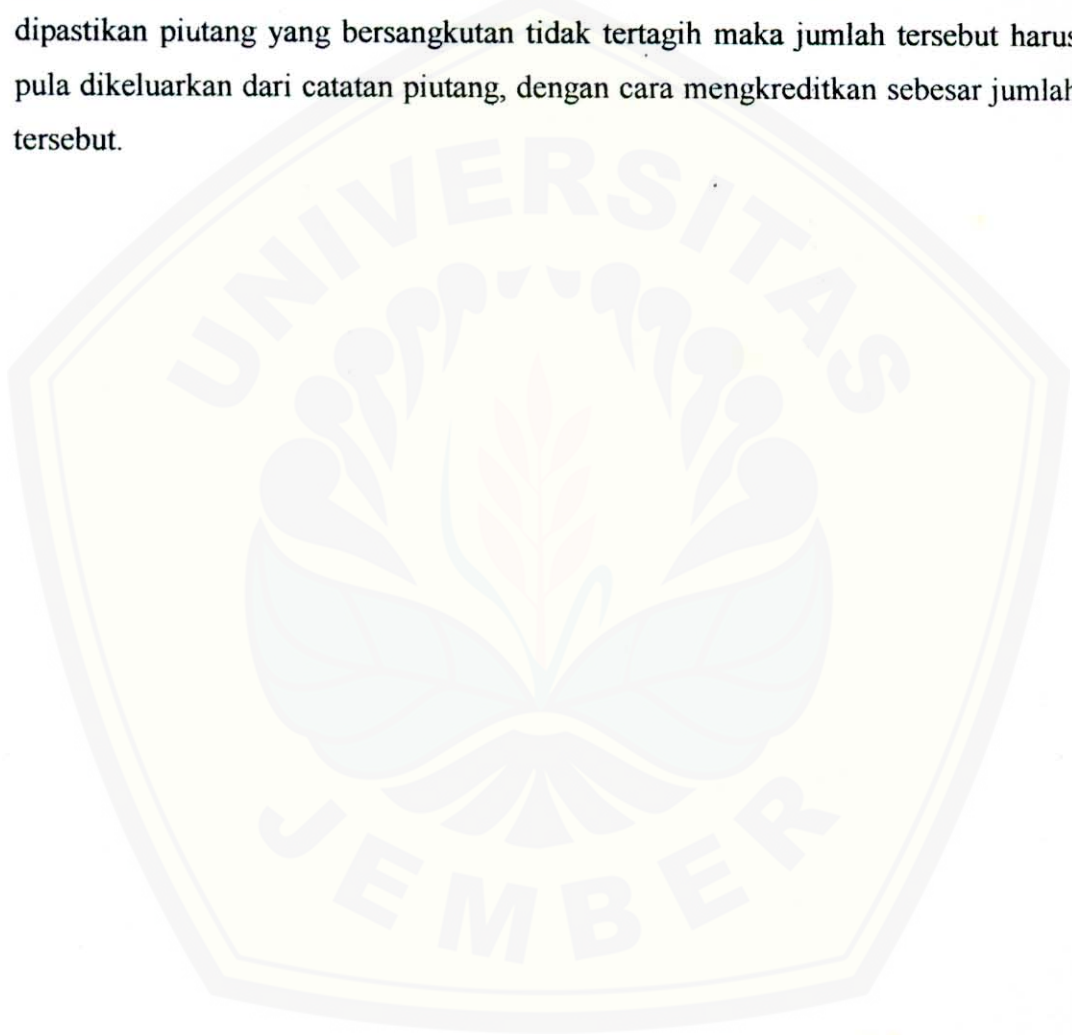 dipastikan piutang yang bersangkutan tidak tertagih maka jumlah tersebut harus
pula dikeluarkan dari catatan piutang, dengan cara mengkreditkan sebesar jumlah
tersebut.
UNIVERSITAS
JEMBER